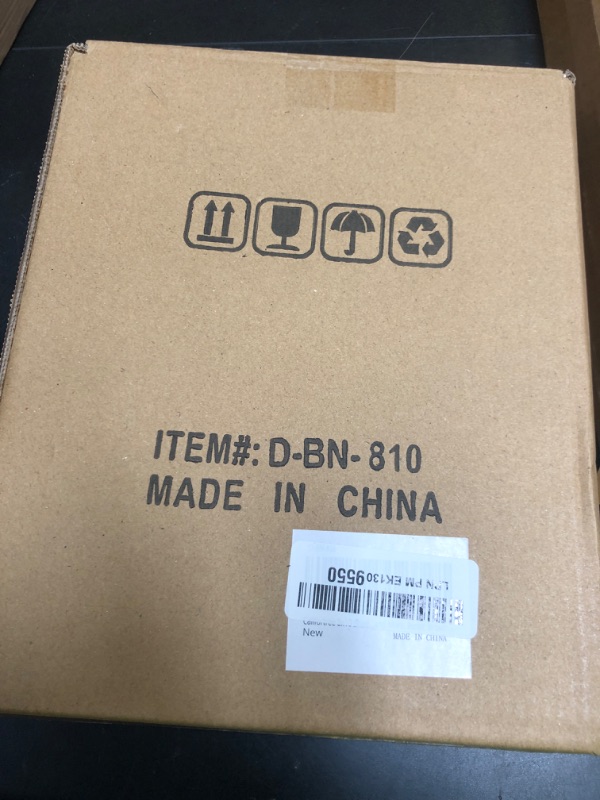 ITEM#: D-BN-810
MADE IN CHINA
LPN PM EK1309550
New MADE IN CHINA